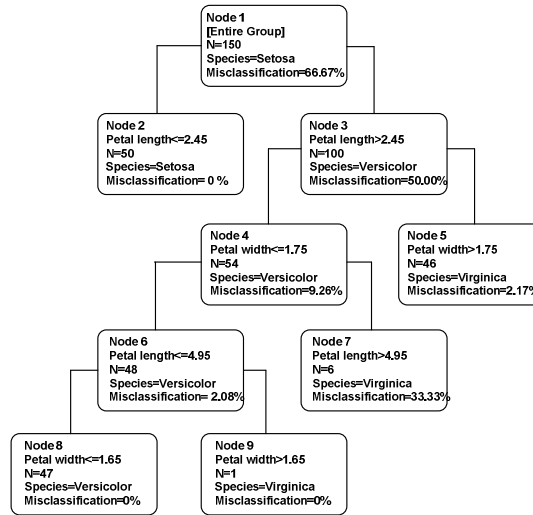 Node 1
[Entire Group]
N=150
Species=Setosa
Misclassification=66.67%
Node 2
Petal length<=2.45
N=50
Species=Setosa
Misclassification= 0 %
Node 3
Petal length>2.45
N=100
Species=Versicolor
Misclassification=50.00%
Node 4
Petal width<=1.75
N=54
Species=Versicolor
Misclassification=9.26%
Node 5
Petal width>1.75
N=46
Species=Virginica
Misclassification=2.17%
Node 6
Petal length<=4.95
N=48
Species=Versicolor
Misclassification= 2.08%
Node 7
Petal length>4.95
N=6
Species=Virginica
Misclassification=33.33%
Node 8
Petal width<=1.65
N=47
Species=Versicolor
Misclassification=0%
Node 9
Petal width>1.65
N=1
Species=Virginica
Misclassification=0%